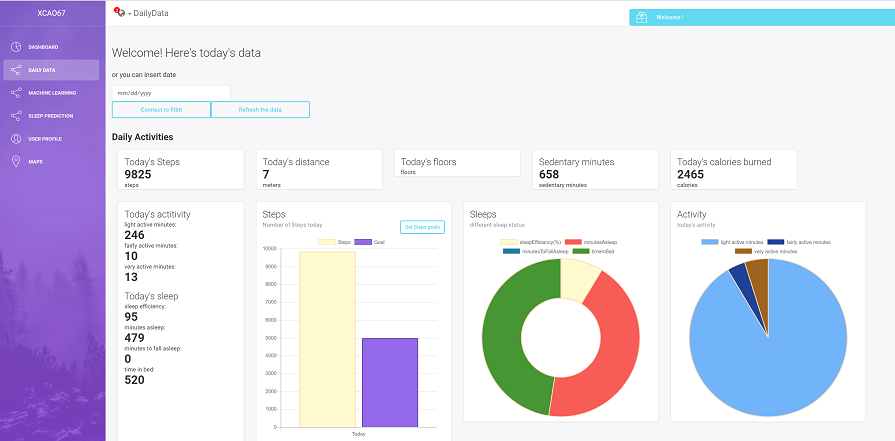 XCAO67
DASHBOARD
DAILY DATA
MACHINE LEARNING
SLEEP PREDICTION
USER PROFILE
MAPS
DailyData
Welcome !
Welcome! Here's today's data
or you can insert date
mm/dd/yyyy
Connect to fitbit
Refresh the data
Daily Activities
Today's Steps
9825
steps
Today's distance
7
meters
Today's floors
floors
Sedentary minutes
658
sedentary minutes
Today's calories burned
2465
calories
Today's actitivity
light active minutes:
246
fairly active minutes:
10
very active minutes:
13
Today's sleep
sleep efficiency:
95
minutes asleep:
479
minutes to fall asleep:
0
time in bed:
520
Steps
Number of Steps today
Set Steps goals
Steps Goal
10000
9000
8000
7000
6000
5000
4000
3000
2000
1000
0
Today
Sleeps
different sleep status
sleepEfficiency(%) minutesAsleep
minutesToFallAsleep timeInBed
Activity
today's activity
light active minutes fairly active minutes
very active minutes